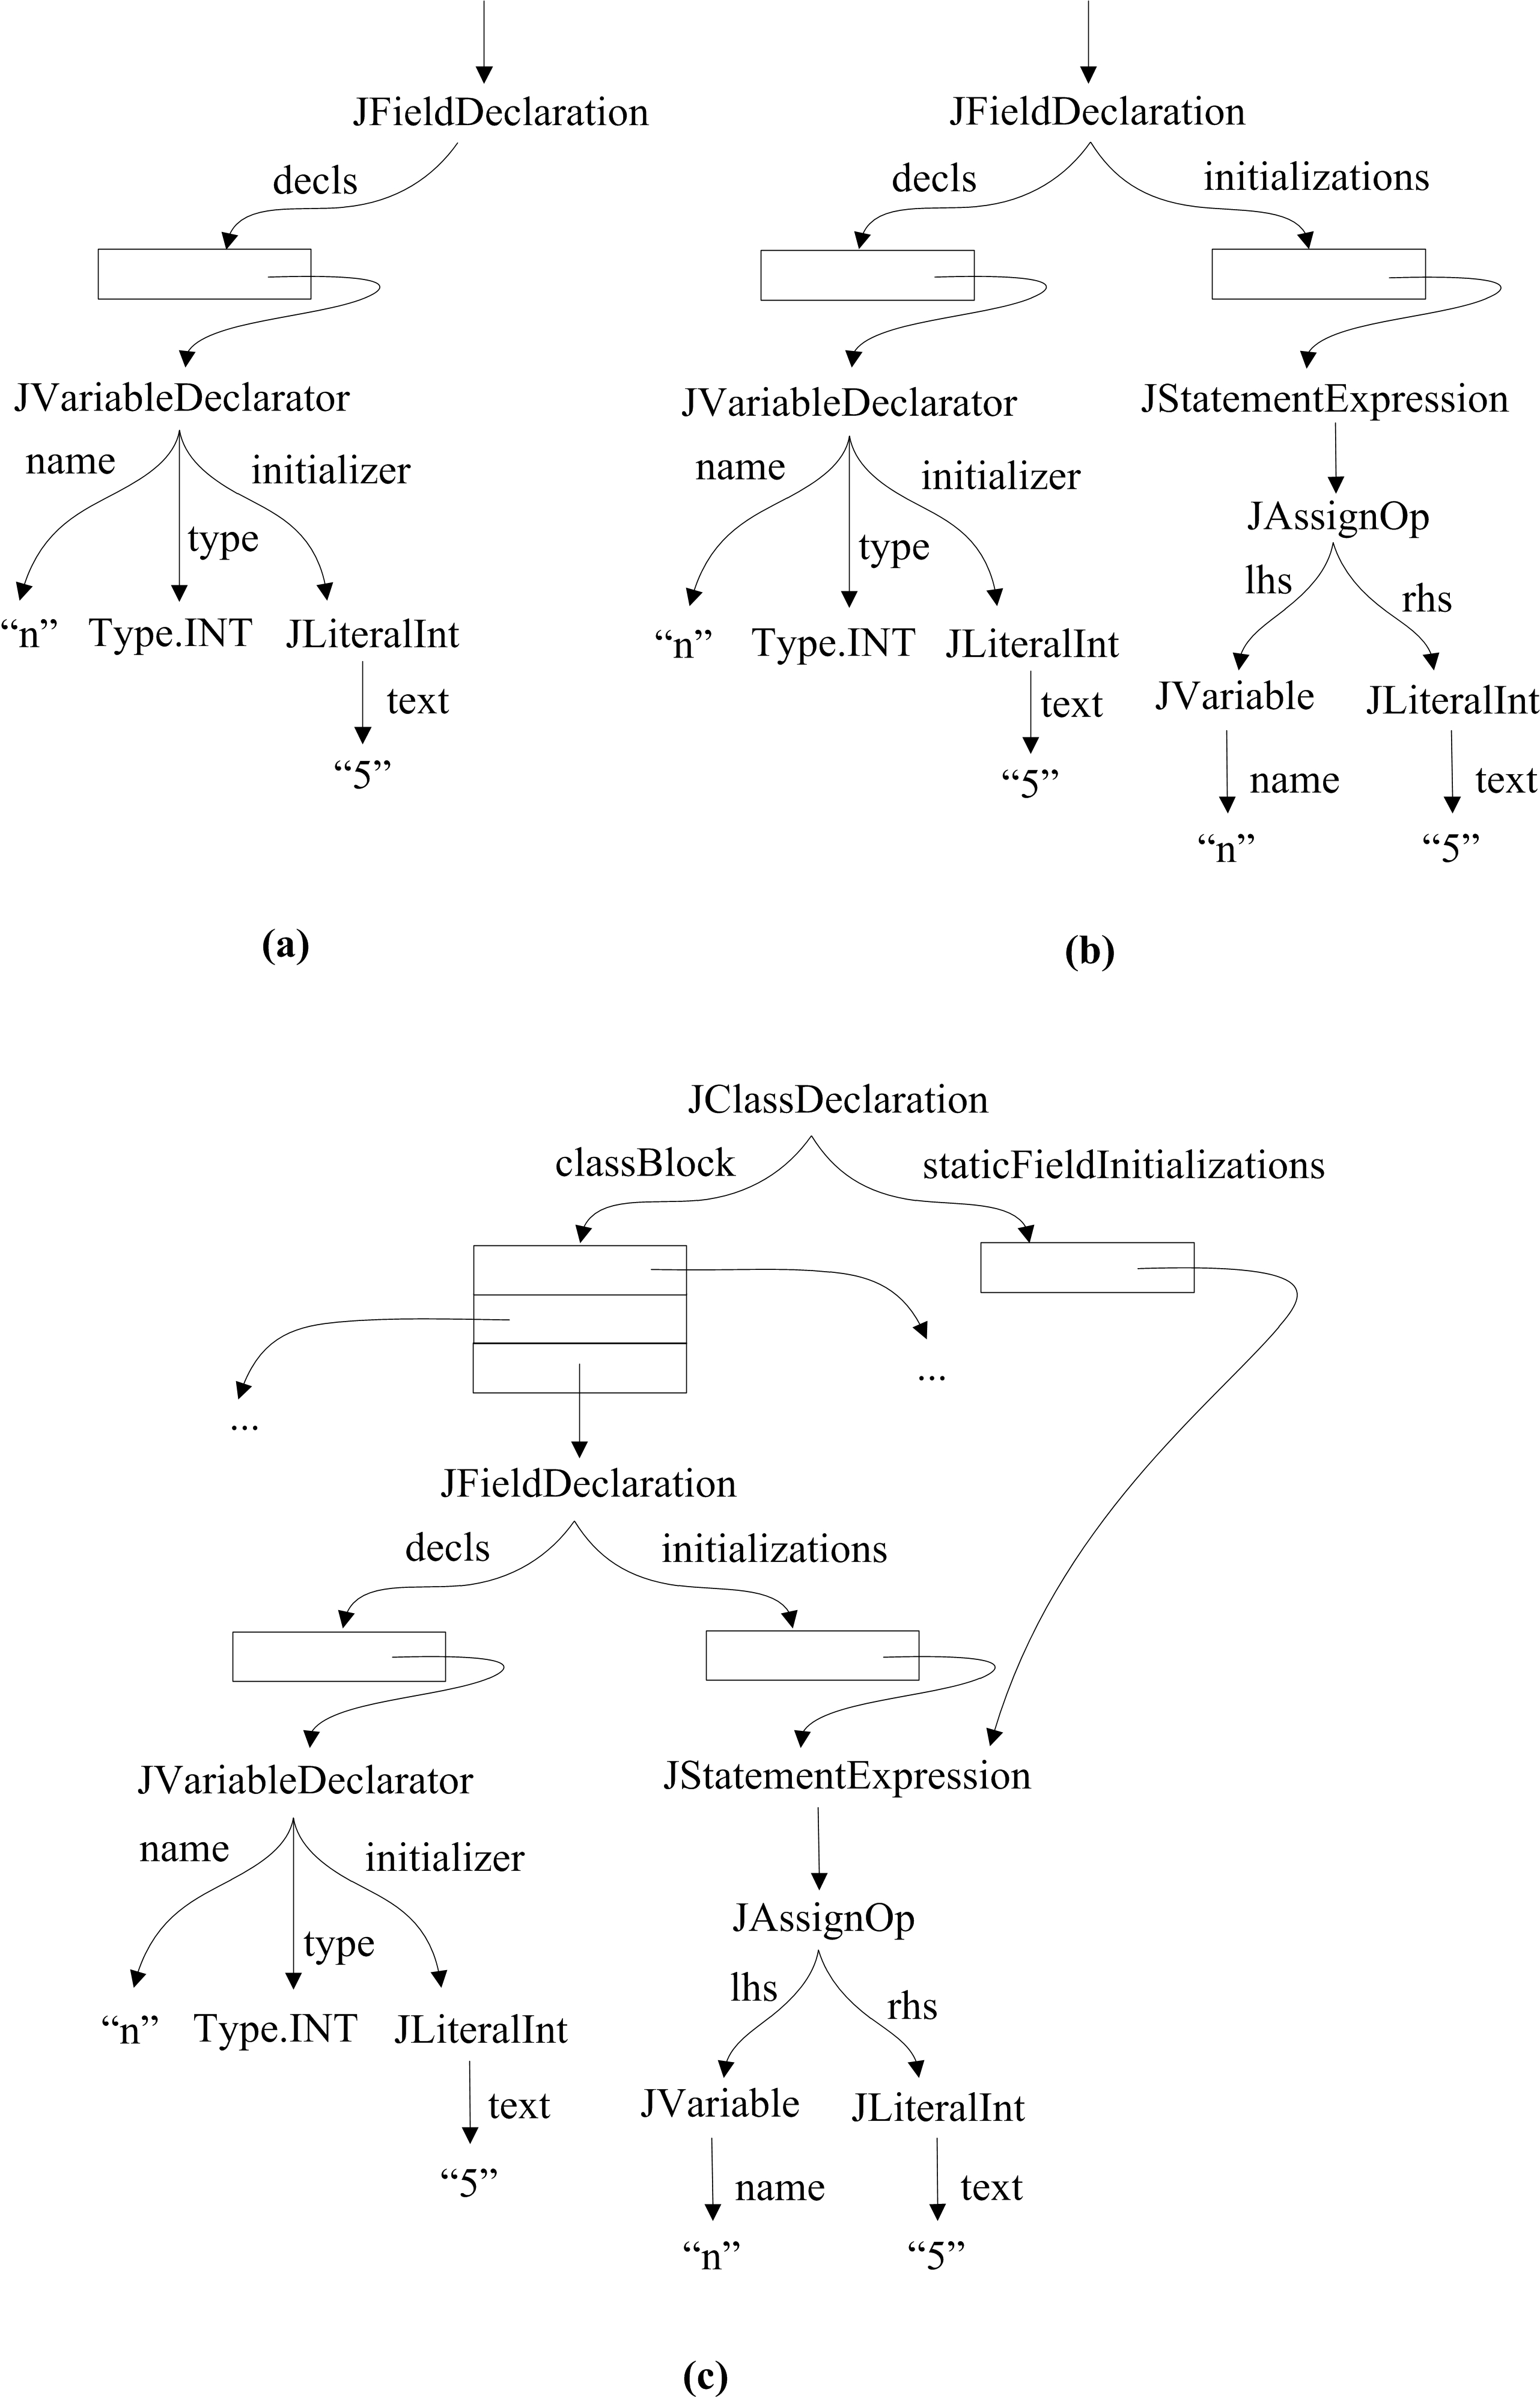 JFieldDeclaration
decls
JVariableDeclarator
name
initializer
type
“n”
Type.INT
JLiteralInt
text
“5”
(a)
JFieldDeclaration
decls
initializations
JVariableDeclarator
name
initializer
type
“n”
Type.INT
JLiteralInt
text
“5”
JStatementExpression
JAssignOp
lhs
rhs
JVariable
JLiteralInt
name
text
“n”
“5”
(b)
JClassDeclaration
classBlock
staticFieldInitializations
...
...
JFieldDeclaration
decls
initializations
JVariableDeclarator
name
initializer
type
“n”
Type.INT
JLiteralInt
text
“5”
JStatementExpression
JAssignOp
lhs
rhs
JVariable
JLiteralInt
name
text
“n”
“5”
(c)